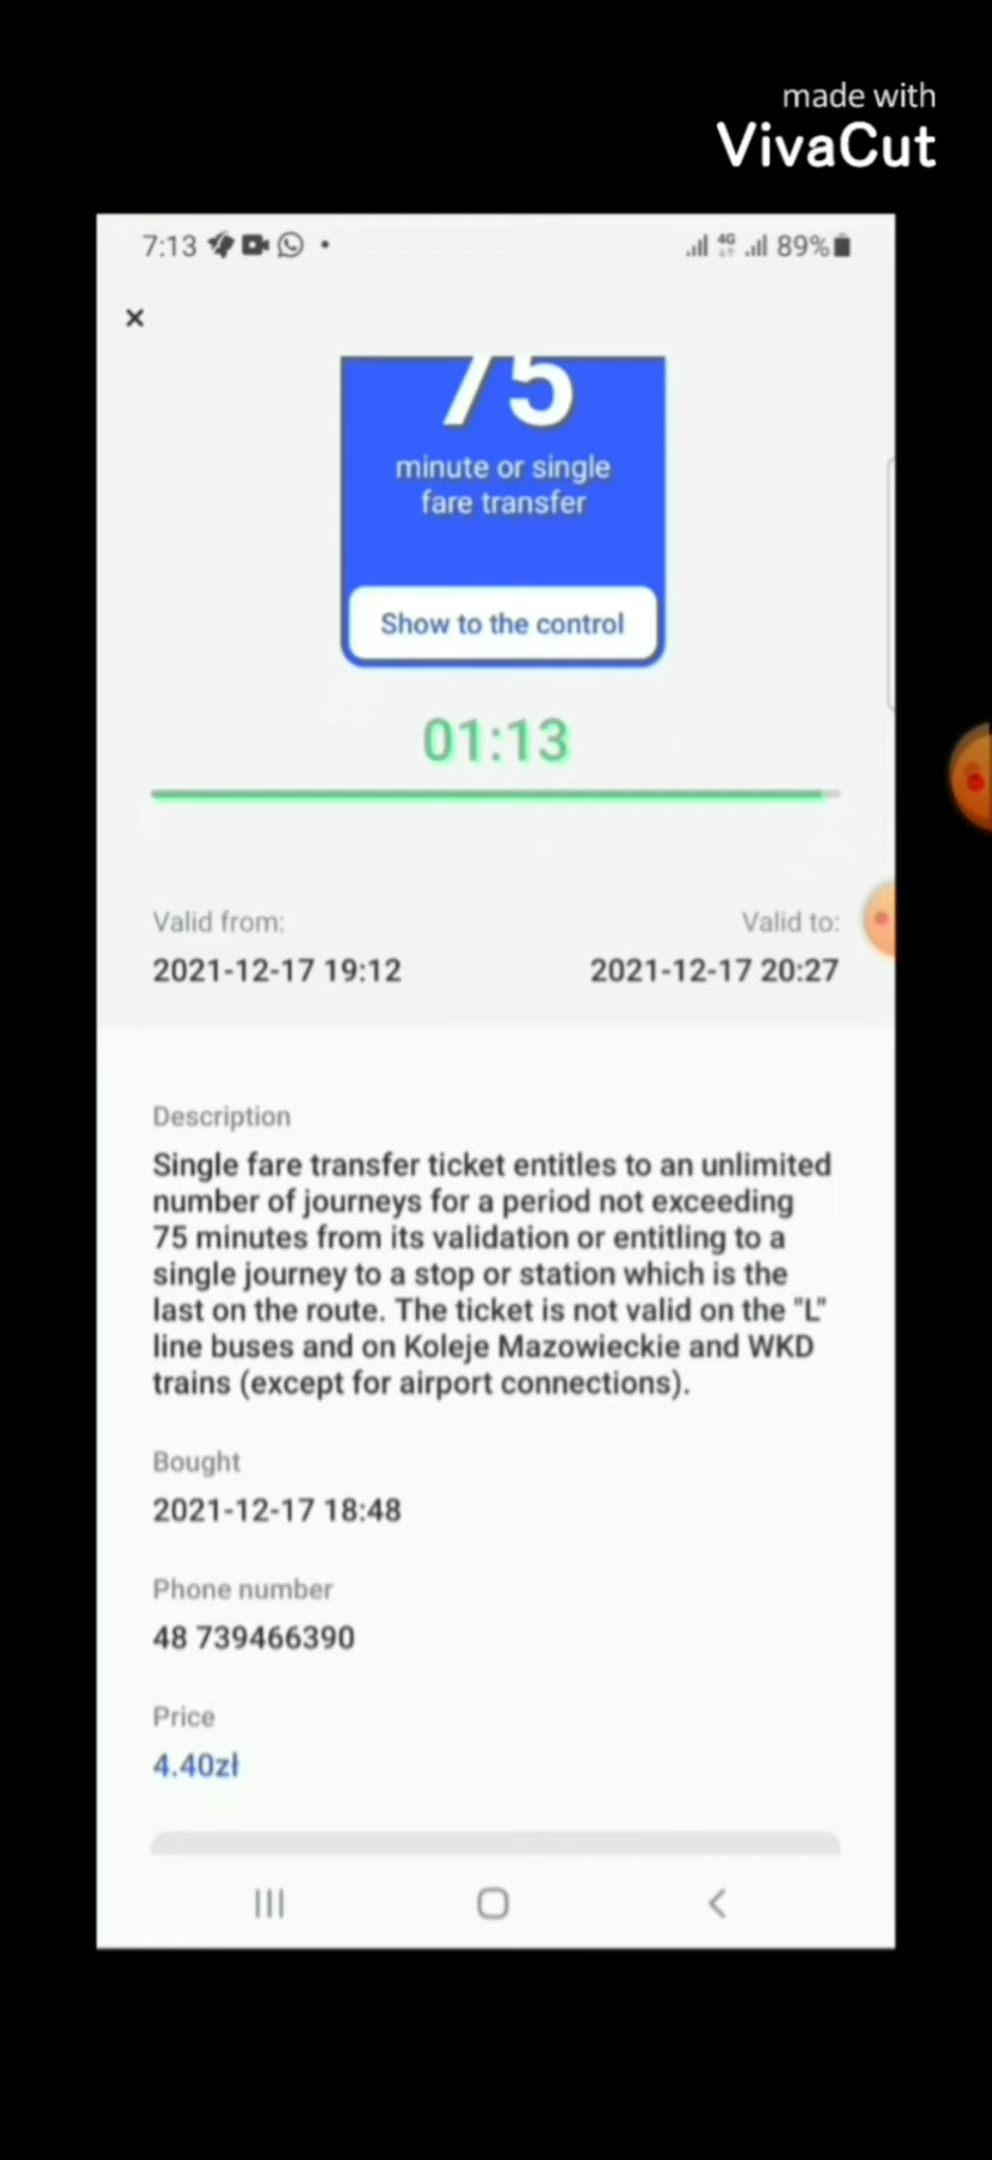 made with
VivaCut
7:13
4G
89%
75
minute or single
fare transfer
Show to the control
01:13
Valid from:
Valid to:
2021-12-17 19:12
2021-12-17 20:27
Description
Single fare transfer ticket entitles to an unlimited
number of journeys for a period not exceeding
75 minutes from its validation or entitling to a
single journey to a stop or station which is the
last on the route. The ticket is not valid on the "L"
line buses and on Koleje Mazowieckie and WKD
trains (except for airport connections).
Bought
2021-12-17 18:48
Phone number
48 739466390
Price
4.40zł